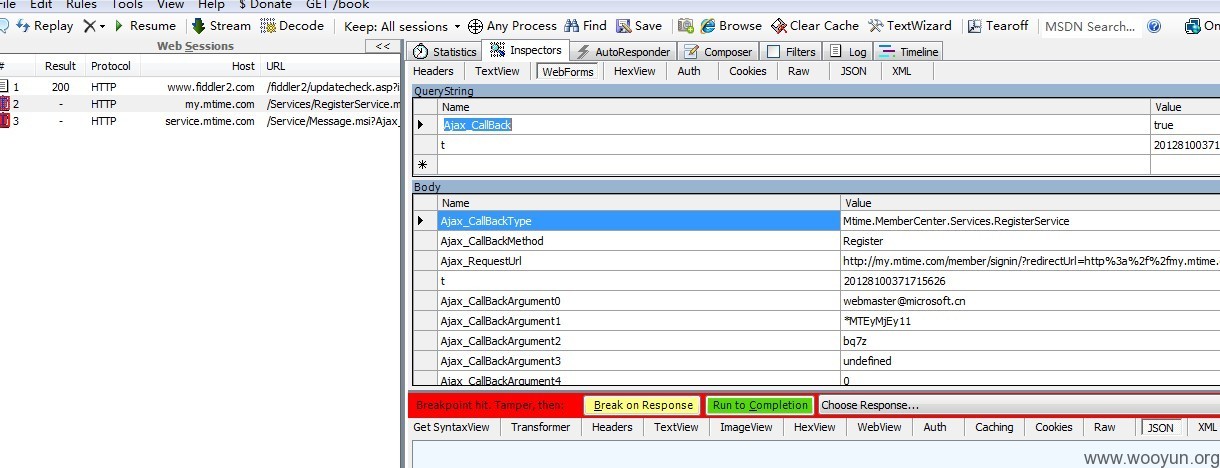 File Edit Rules Tools View Help $ Donate GET /book
Replay Resume Stream Decode Keep: All sessions Any Process Find Save Browse Clear Cache TextWizard Tearoff MSDN Search... On
Web Sessions <<
# Result Protocol Host URL
1 200 HTTP www.fiddler2.com /fiddler2/updatecheck.asp?i
2 - HTTP my.mtime.com /Services/RegisterService.m
3 - HTTP service.mtime.com /Service/Message.msi?Ajax_
Statistics Inspectors AutoResponder Composer Filters Log Timeline
Headers TextView WebForms HexView Auth Cookies Raw JSON XML
QueryString
Name Value
Ajax_CallBack true
t 20128100371
Body
Name Value
Ajax_CallBackType Mtime.MemberCenter.Services.RegisterService
Ajax_CallBackMethod Register
Ajax_RequestUrl http://my.mtime.com/member/signin/?redirectUrl=http%3a%2f%2fmy.mtime.
t 20128100371715626
Ajax_CallBackArgument0 webmaster@microsoft.cn
Ajax_CallBackArgument1 *MTEyMjEy11
Ajax_CallBackArgument2 bq7z
Ajax_CallBackArgument3 undefined
Ajax_CallBackArgument4 0
Breakpoint hit. Tamper, then: Break on Response Run to Completion Choose Response...
Get SyntaxView Transformer Headers TextView ImageView HexView WebView Auth Caching Cookies Raw JSON XML
www.wooyun.org